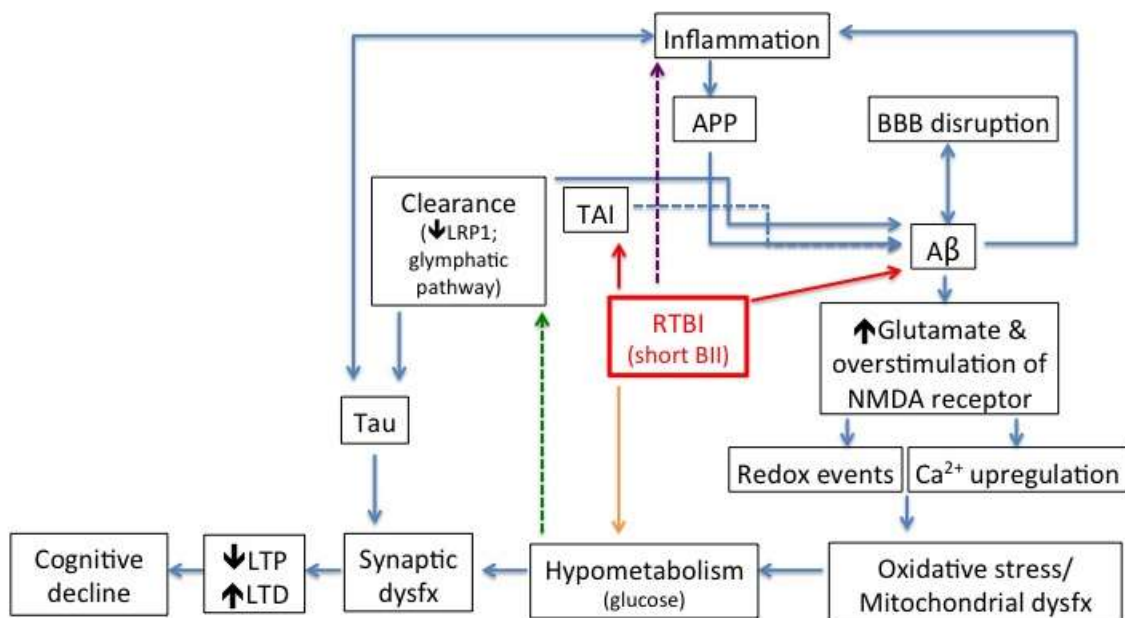 Inflammation
APP
BBB disruption
Clearance
(🡇LRP1;
glymphatic
pathway)
TAI
Aβ
RTBI
(short BII)
🡅Glutamate &
overstimulation of
NMDA receptor
Tau
Redox events
Ca²⁺ upregulation
Cognitive
decline
🡇LTP
🡅LTD
Synaptic
dysfx
Hypometabolism
(glucose)
Oxidative stress/
Mitochondrial dysfx